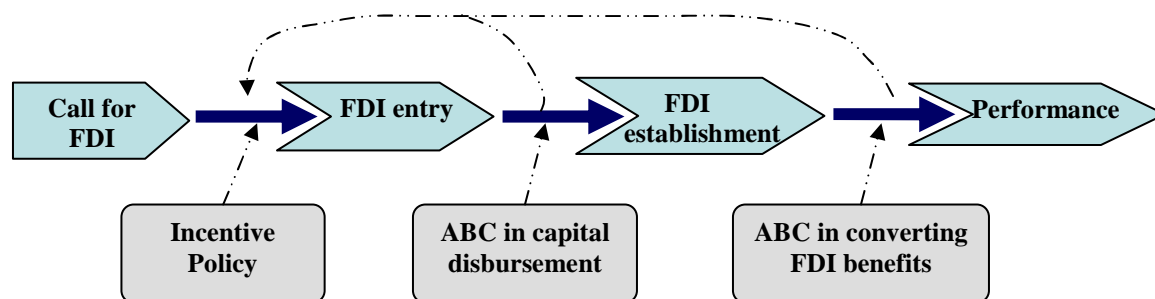 Call for
FDI
FDI entry
FDI
establishment
Performance
Incentive
Policy
ABC in capital
disbursement
ABC in converting
FDI benefits